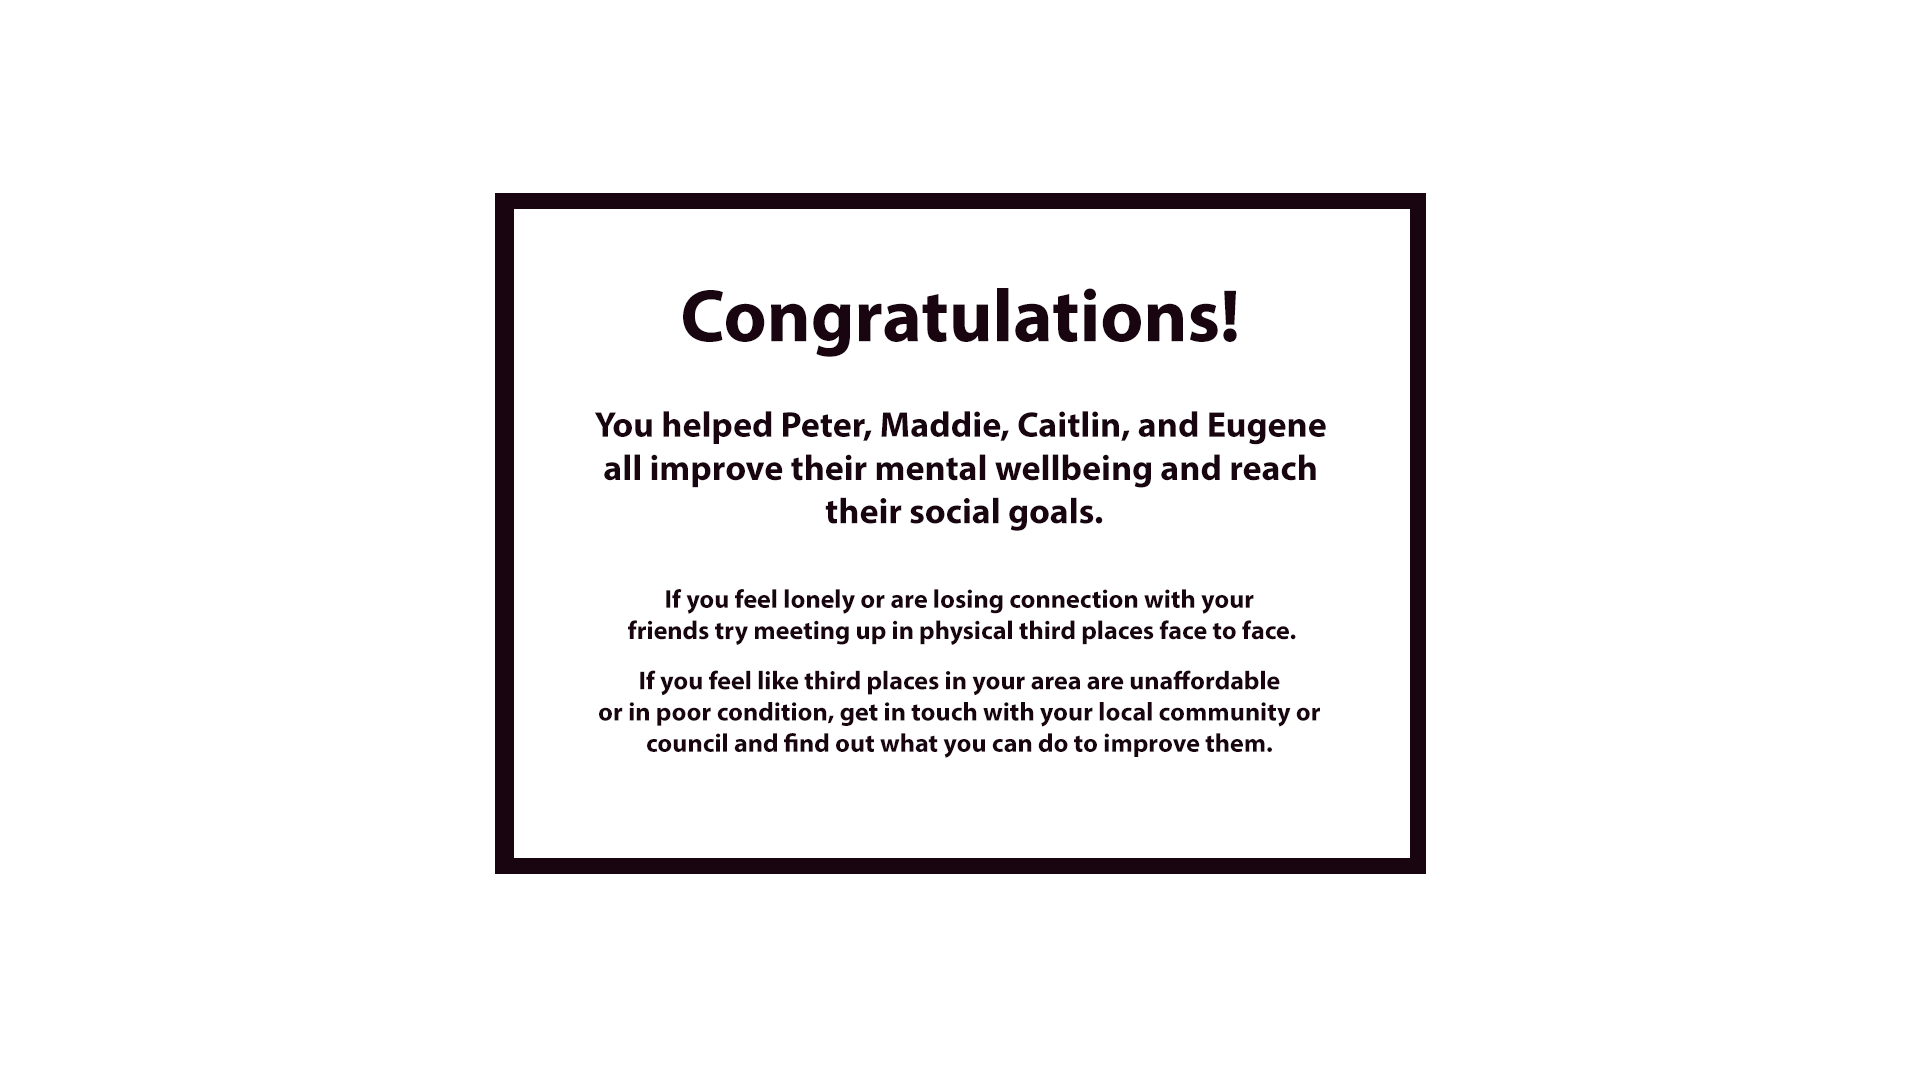 Congratulations!
You helped Peter, Maddie, Caitlin, and Eugene
all improve their mental wellbeing and reach
their social goals.
If you feel lonely or are losing connection with your
friends try meeting up in physical third places face to face.
If you feel like third places in your area are unaffordable
or in poor condition, get in touch with your local community or
council and find out what you can do to improve them.